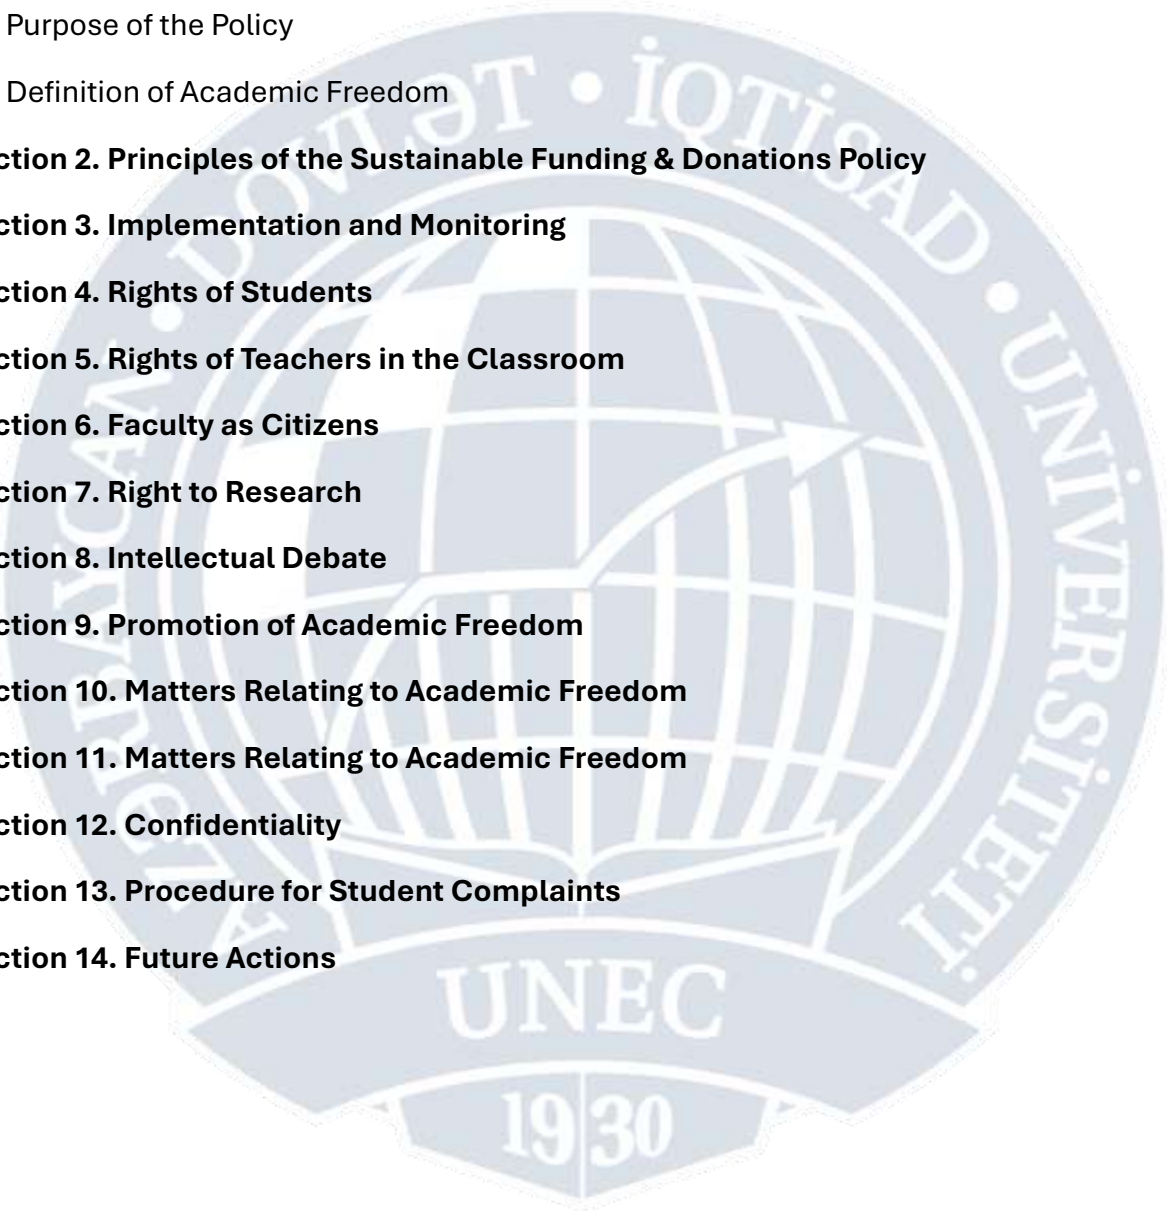 Purpose of the Policy
Definition of Academic Freedom
ction 2. Principles of the Sustainable Funding & Donations Policy
ction 3. Implementation and Monitoring
ction 4. Rights of Students
ction 5. Rights of Teachers in the Classroom
ction 6. Faculty as Citizens
ction 7. Right to Research
ction 8. Intellectual Debate
ction 9. Promotion of Academic Freedom
ction 10. Matters Relating to Academic Freedom
ction 11. Matters Relating to Academic Freedom
ction 12. Confidentiality
ction 13. Procedure for Student Complaints
ction 14. Future Actions
AZƏRBAYCAN • DÖVLƏT • İQTİSAD • UNİVERSİTETİ
UNEC
1930